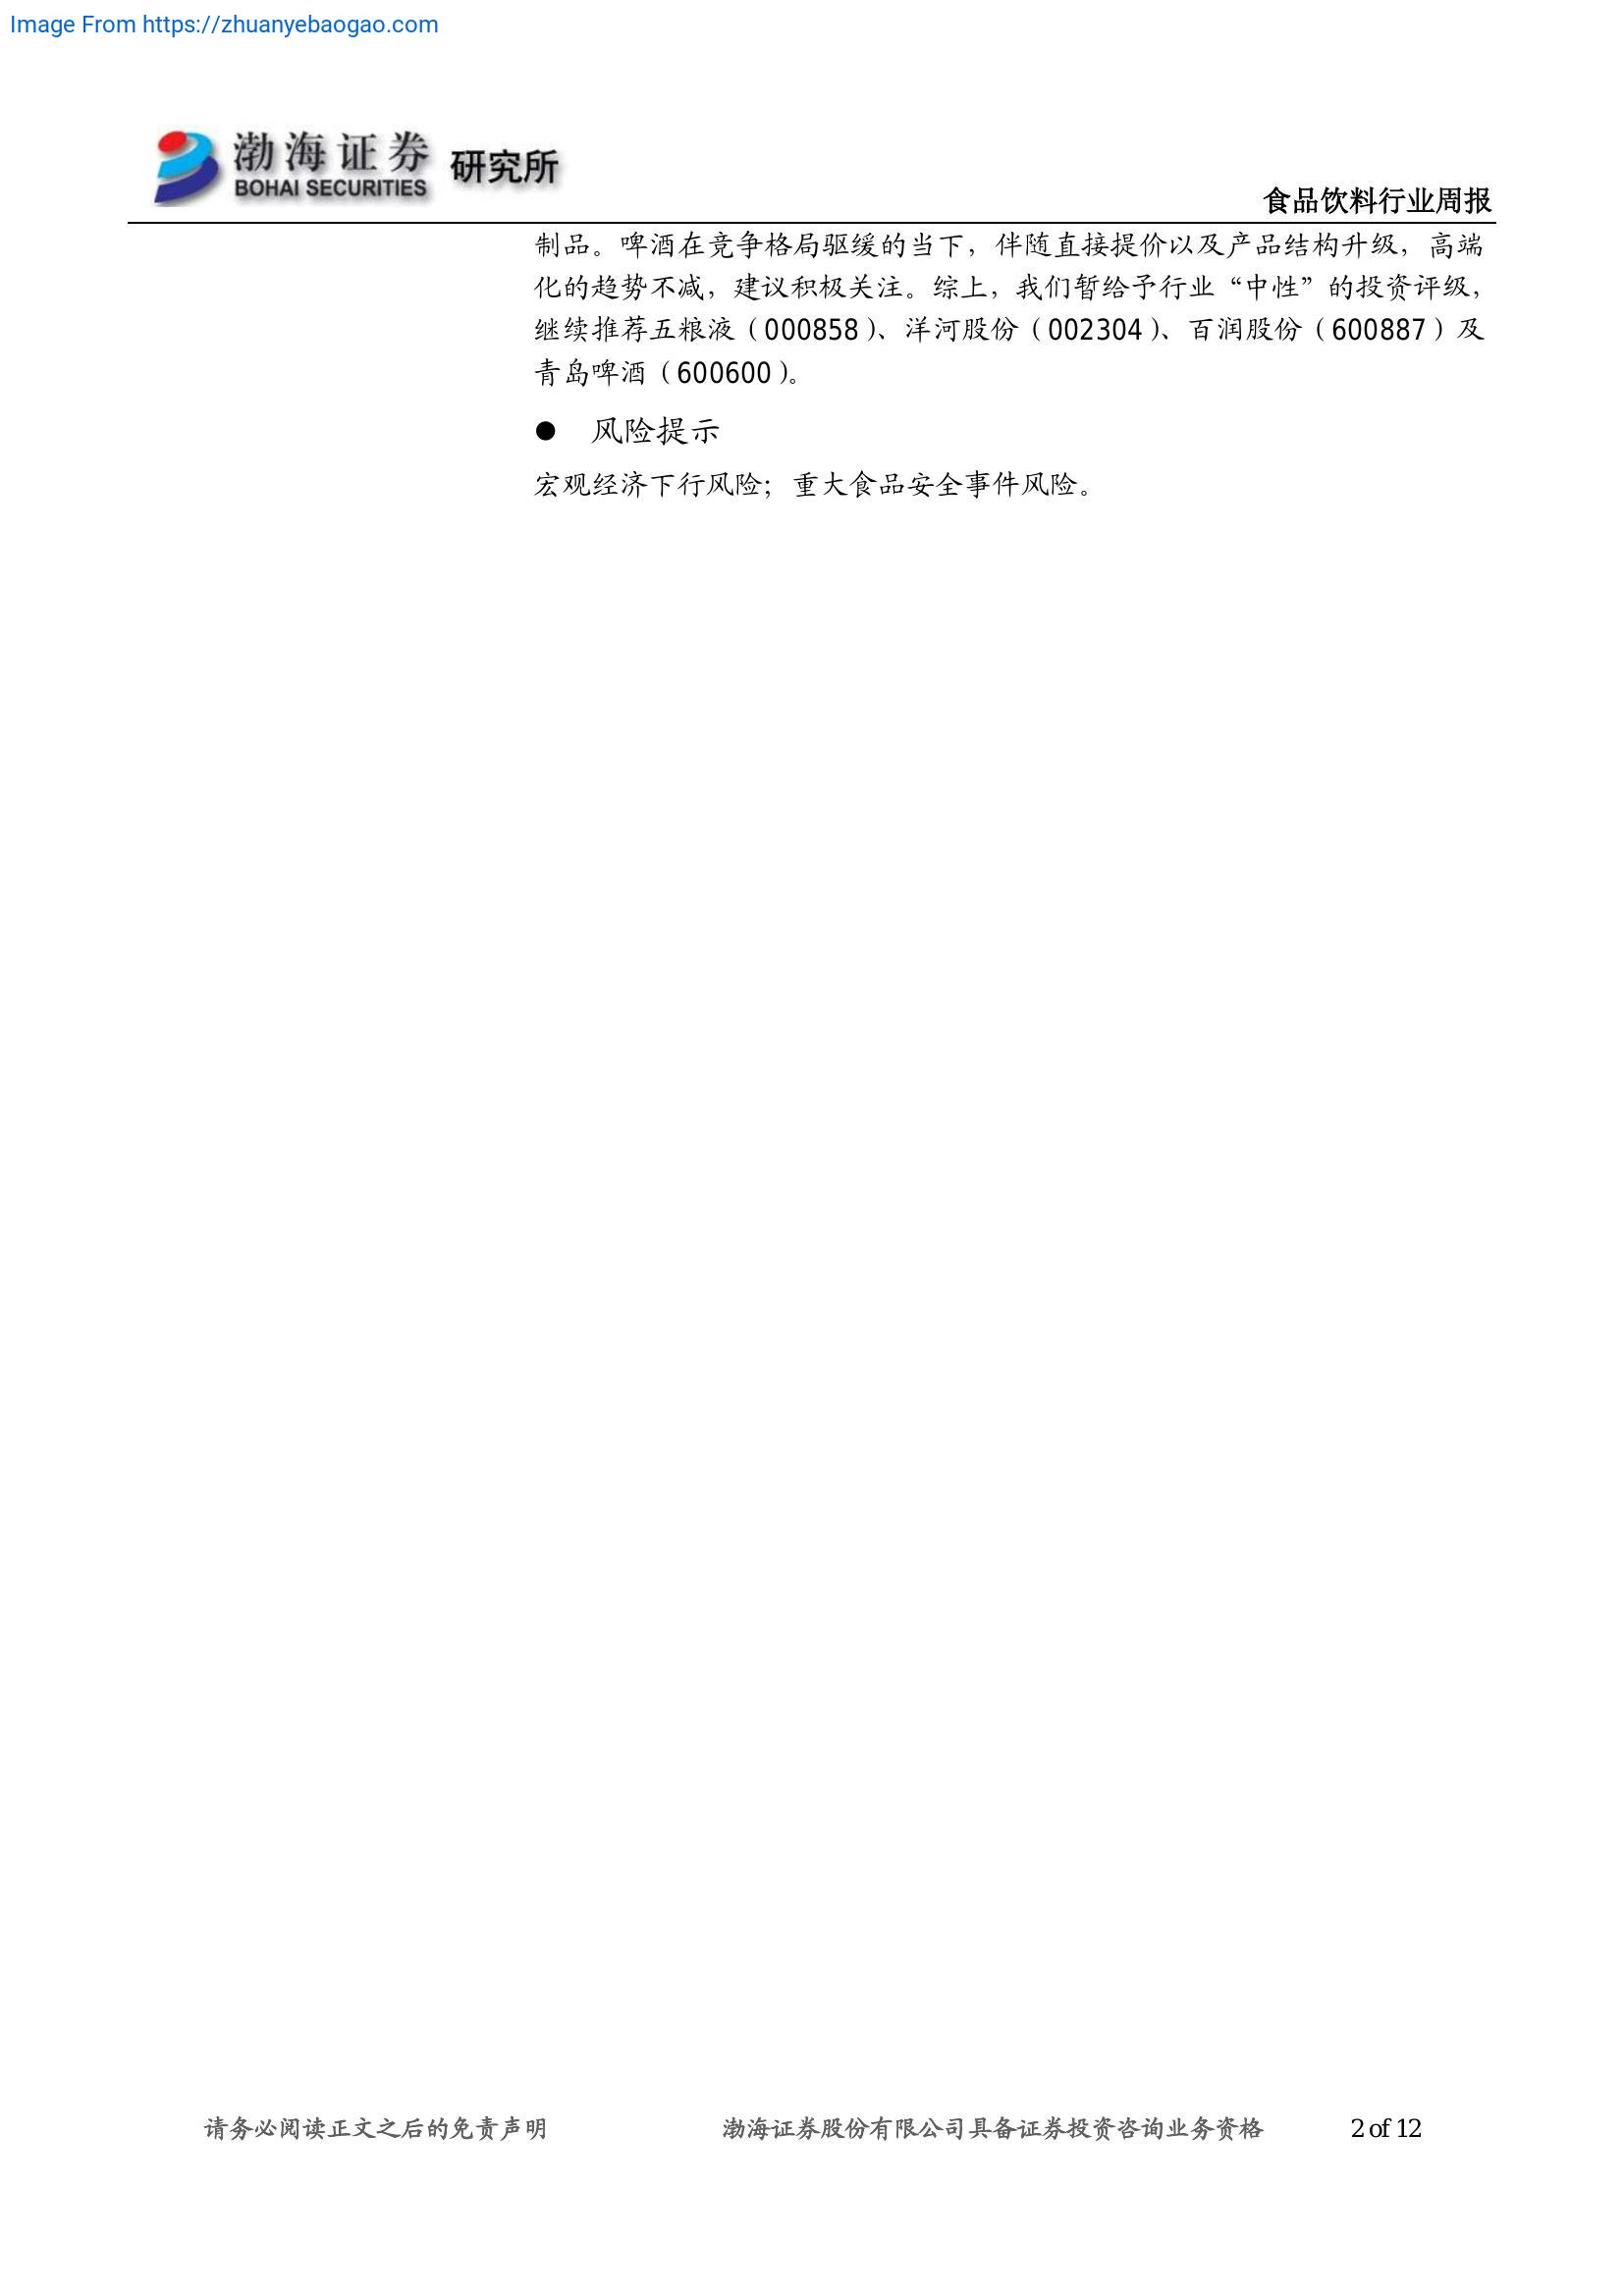 Image From https://zhuanyebaogao.com
渤海证券 研究所
BOHAI SECURITIES
食品饮料行业周报
制品。啤酒在竞争格局驱缓的当下，伴随直接提价以及产品结构升级，高端
化的趋势不减，建议积极关注。综上，我们暂给予行业“中性”的投资评级，
继续推荐五粮液（000858）、洋河股份（002304）、百润股份（600887）及
青岛啤酒（600600）。
● 风险提示
宏观经济下行风险；重大食品安全事件风险。
请务必阅读正文之后的免责声明 渤海证券股份有限公司具备证券投资咨询业务资格 2 of 12